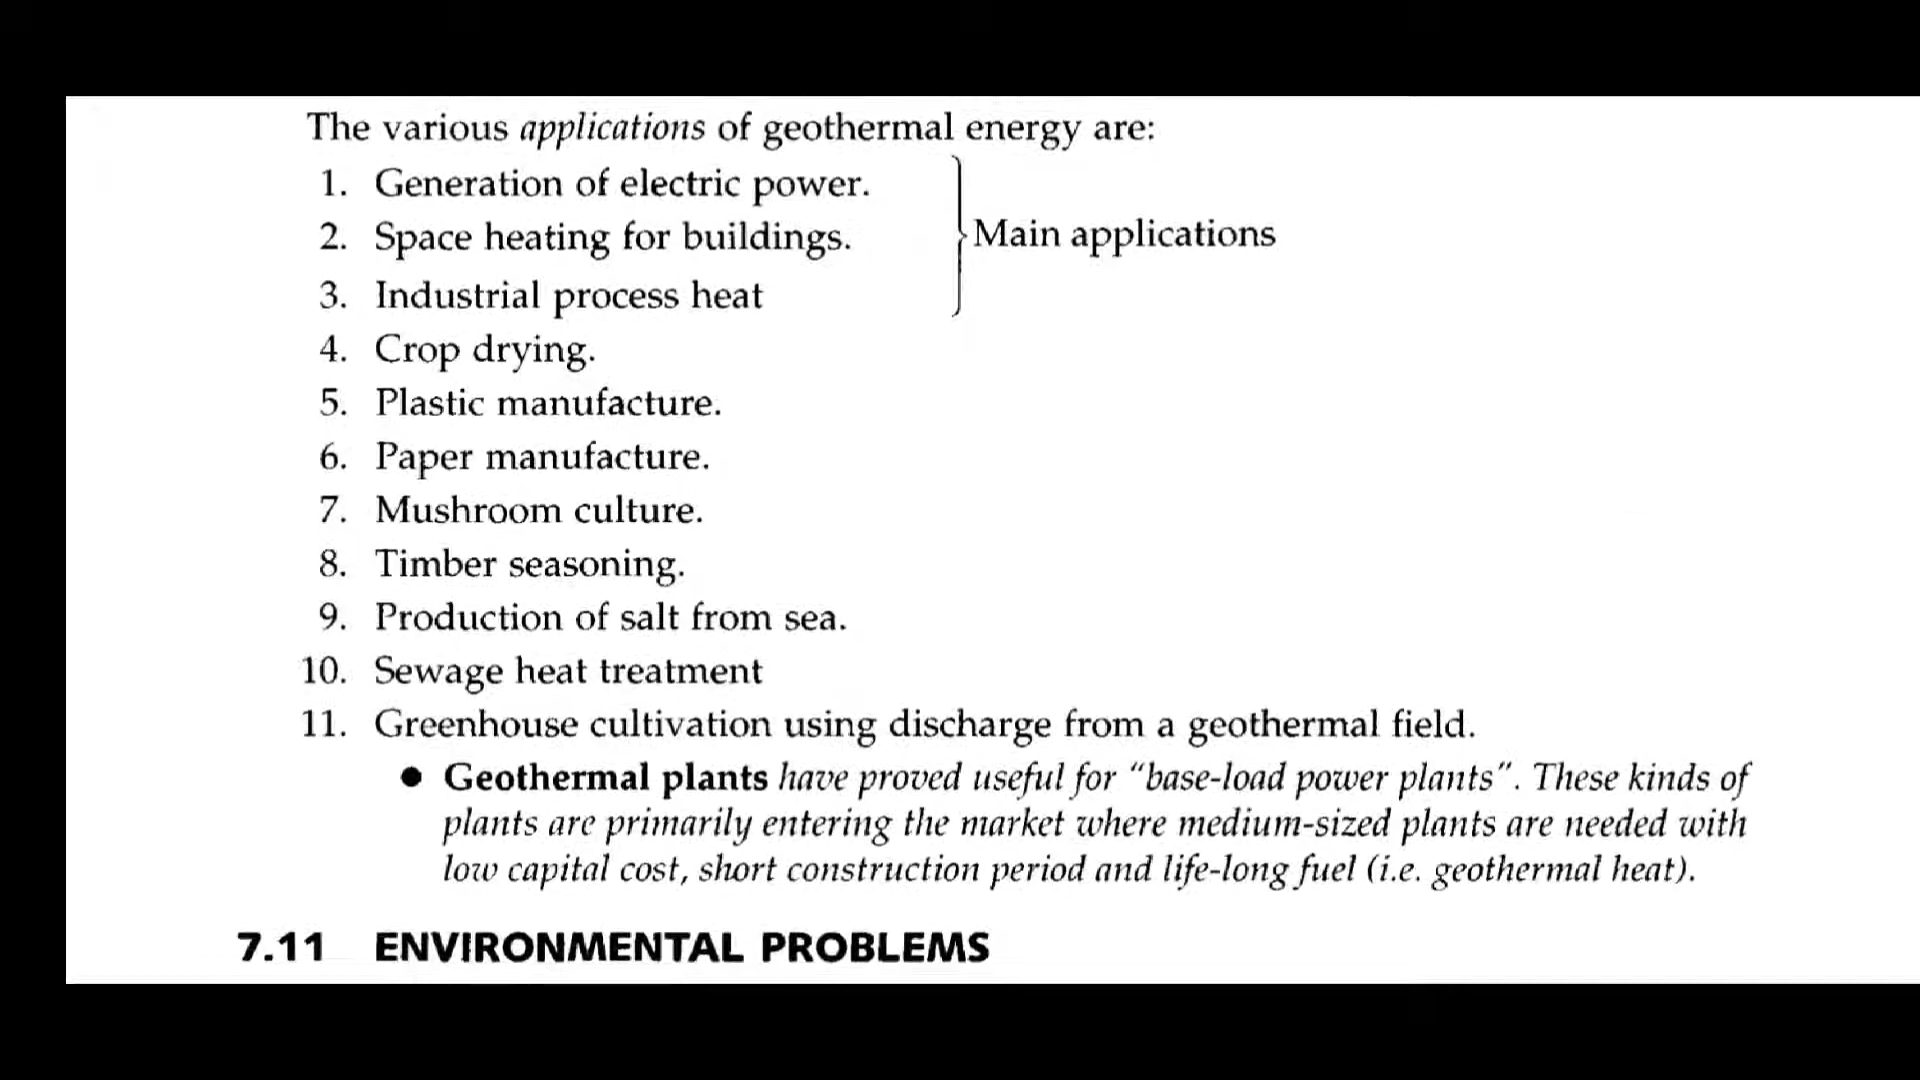 The various applications of geothermal energy are:
1. Generation of electric power.
2. Space heating for buildings.
Main applications
3. Industrial process heat
4. Crop drying.
5. Plastic manufacture.
6. Paper manufacture.
7. Mushroom culture.
8. Timber seasoning.
9. Production of salt from sea.
10. Sewage heat treatment
11. Greenhouse cultivation using discharge from a geothermal field.
● Geothermal plants have proved useful for “base-load power plants”. These kinds of
plants are primarily entering the market where medium-sized plants are needed with
low capital cost, short construction period and life-long fuel (i.e. geothermal heat).
7.11 ENVIRONMENTAL PROBLEMS